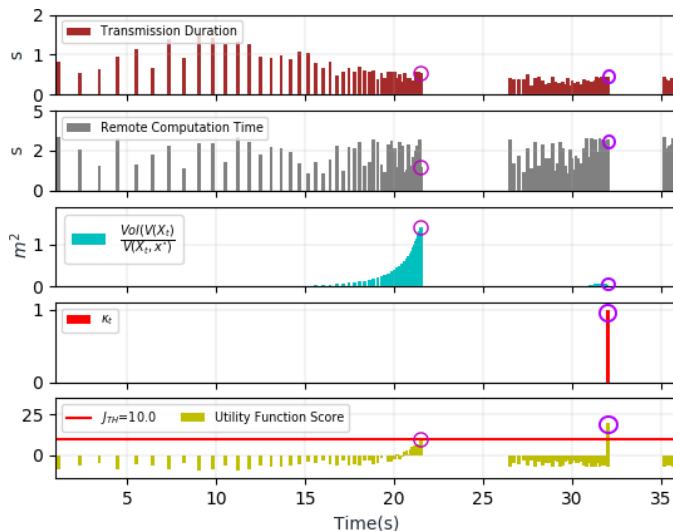 2
Transmission Duration
s
1
0
5
Remote Computation Time
s
2
0
m²
Vol(V(X_t)
V(X_t, x*)
1
0
1
κ_t
0
J_TH=10.0 Utility Function Score
25
0
5 10 15 20 25 30 35
Time(s)